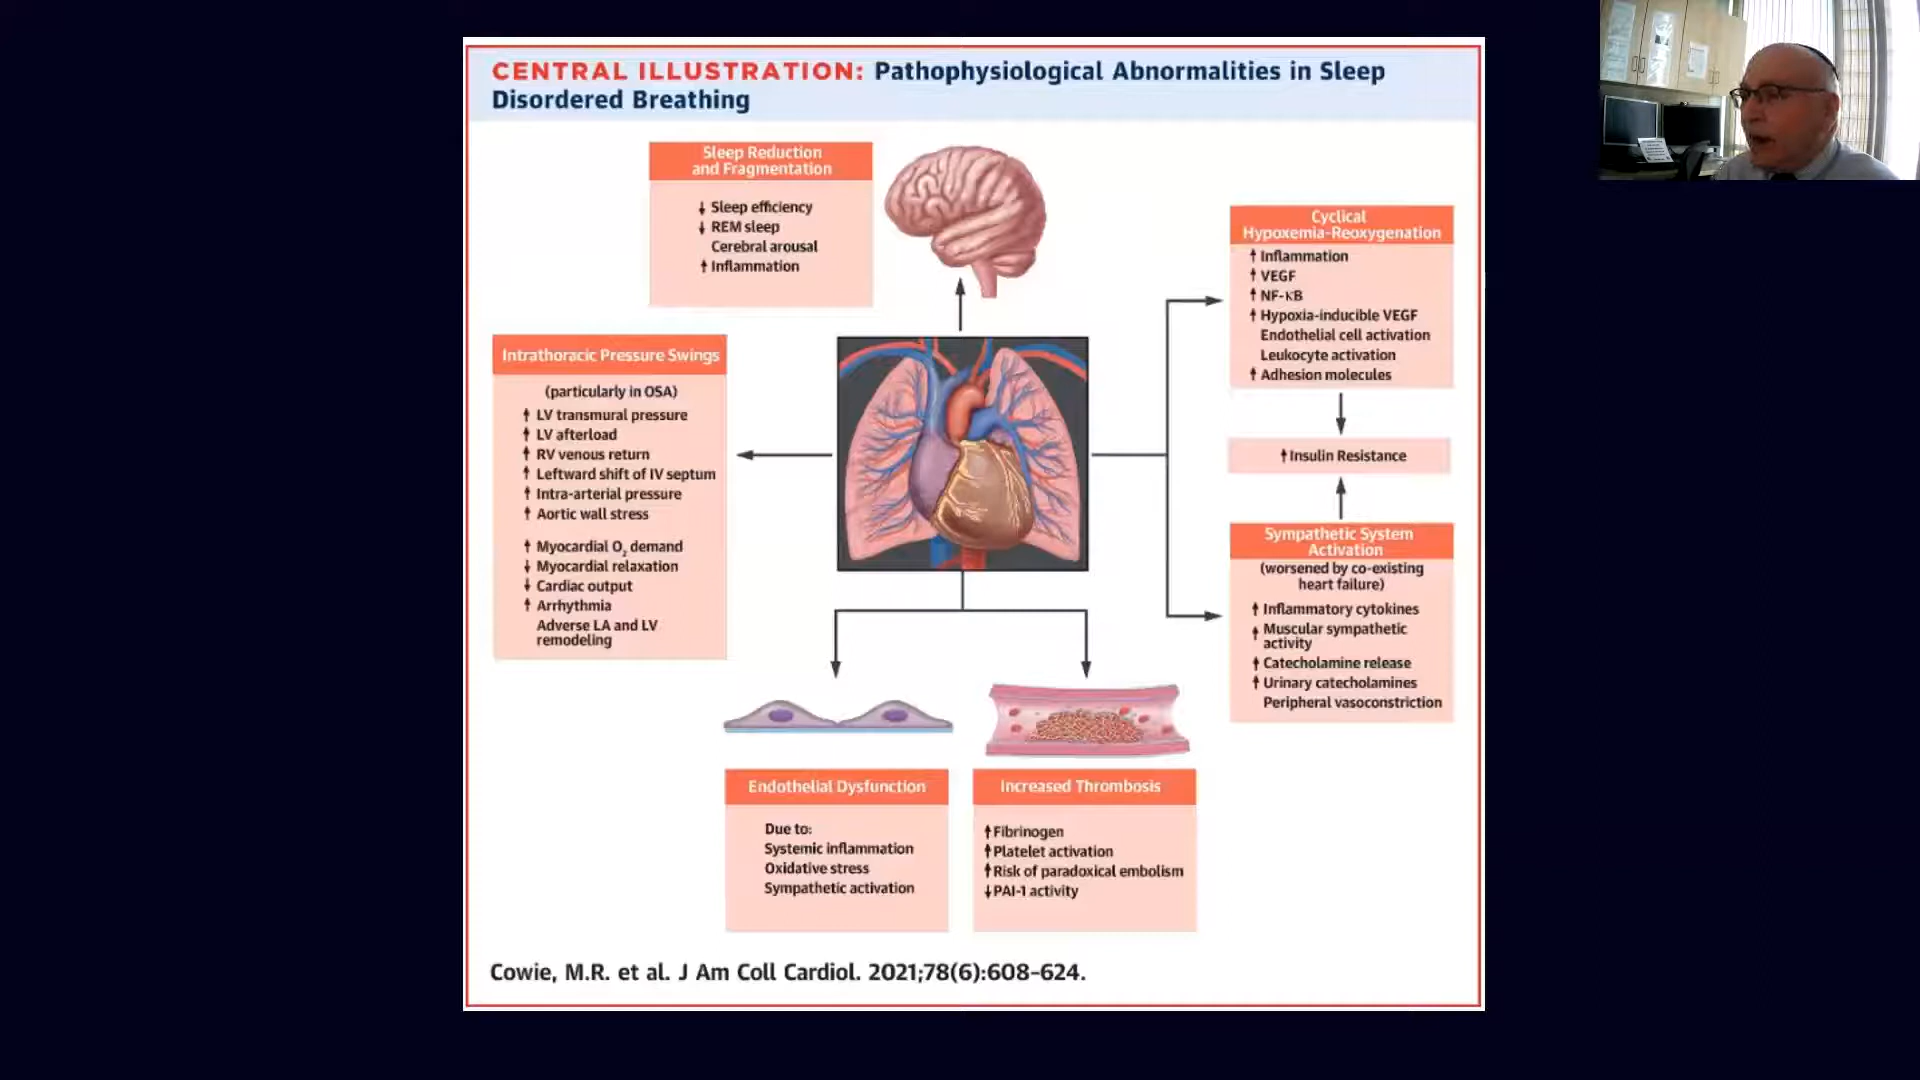 CENTRAL ILLUSTRATION: Pathophysiological Abnormalities in Sleep
Disordered Breathing
Sleep Reduction
and Fragmentation
↓ Sleep efficiency
↓ REM sleep
Cerebral arousal
↑ Inflammation
Intrathoracic Pressure Swings
(particularly in OSA)
↑ LV transmural pressure
↑ LV afterload
↑ RV venous return
↑ Leftward shift of IV septum
↑ Intra-arterial pressure
↑ Aortic wall stress
↑ Myocardial O₂ demand
↓ Myocardial relaxation
↓ Cardiac output
↑ Arrhythmia
Adverse LA and LV
remodeling
Cyclical
Hypoxemia-Reoxygenation
↑ Inflammation
↑ VEGF
↑ NF-κB
↑ Hypoxia-inducible VEGF
Endothelial cell activation
Leukocyte activation
↑ Adhesion molecules
↑ Insulin Resistance
Sympathetic System
Activation
(worsened by co-existing
heart failure)
↑ Inflammatory cytokines
↑ Muscular sympathetic
activity
↑ Catecholamine release
↑ Urinary catecholamines
Peripheral vasoconstriction
Endothelial Dysfunction
Due to:
Systemic inflammation
Oxidative stress
Sympathetic activation
Increased Thrombosis
↑ Fibrinogen
↑ Platelet activation
↑ Risk of paradoxical embolism
↓ PAI-1 activity
Cowie, M.R. et al. J Am Coll Cardiol. 2021;78(6):608–624.